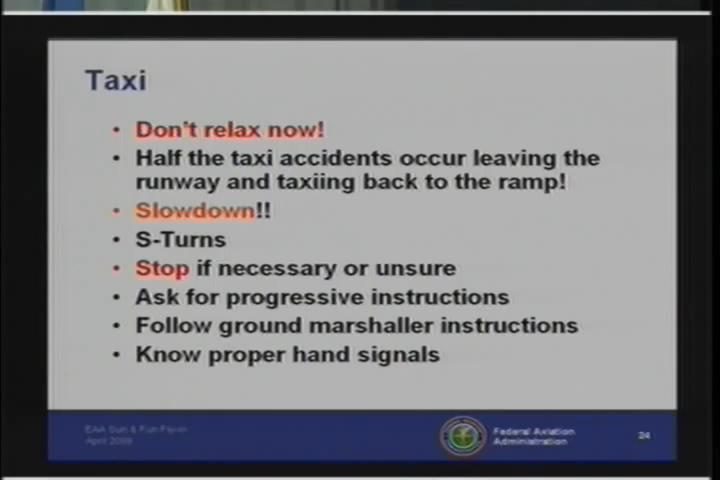 Taxi
• Don't relax now!
• Half the taxi accidents occur leaving the
runway and taxiing back to the ramp!
• Slowdown!!
• S-Turns
• Stop if necessary or unsure
• Ask for progressive instructions
• Follow ground marshaller instructions
• Know proper hand signals
EAA Sun & Fun Fly-In
April 2009
Federal Aviation
Administration
24